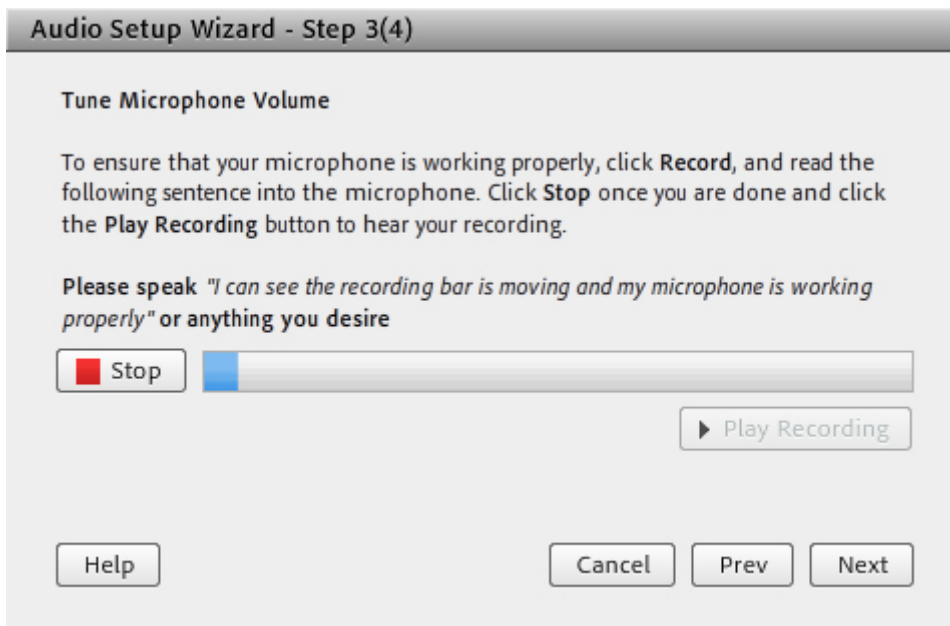 Audio Setup Wizard - Step 3(4)
Tune Microphone Volume
To ensure that your microphone is working properly, click Record, and read the
following sentence into the microphone. Click Stop once you are done and click
the Play Recording button to hear your recording.
Please speak "I can see the recording bar is moving and my microphone is working
properly" or anything you desire
Stop
Play Recording
Help Cancel Prev Next